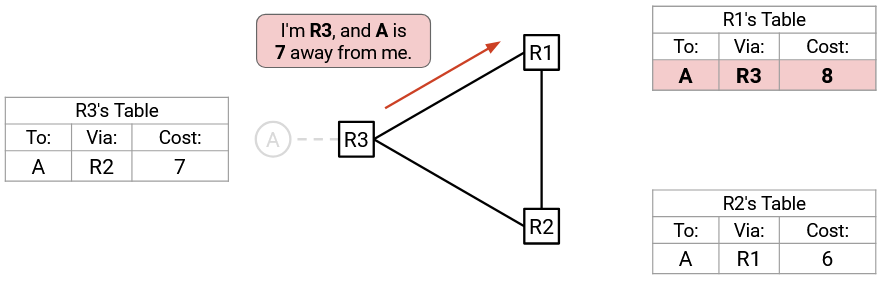 I'm R3, and A is
7 away from me.
R1's Table
To: Via: Cost:
A R3 8
R1
R3's Table
To: Via: Cost:
A R2 7
A
R3
R2
R2's Table
To: Via: Cost:
A R1 6